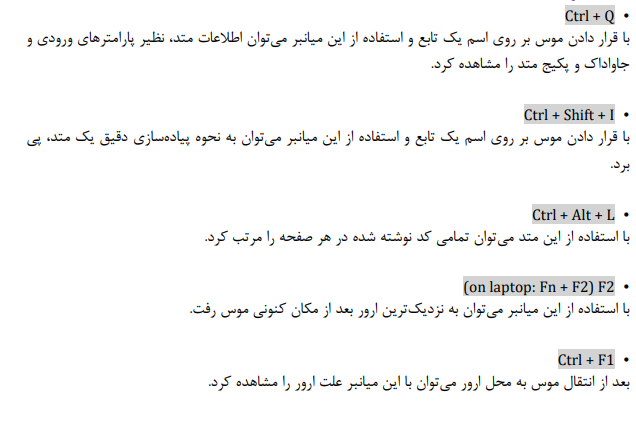 • Ctrl + Q
با قرار دادن موس بر روی اسم یک تابع و استفاده از این میانبر می‌توان اطلاعات متد، نظیر پارامترهای ورودی و
جاواداک و پکیج متد را مشاهده کرد.
• Ctrl + Shift + I
با قرار دادن موس بر روی اسم یک تابع و استفاده از این میانبر می‌توان به نحوه پیاده‌سازی دقیق یک متد، پی
برد.
• Ctrl + Alt + L
با استفاده از این متد می‌توان تمامی کد نوشته شده در هر صفحه را مرتب کرد.
• (on laptop: Fn + F2) F2
با استفاده از این میانبر می‌توان به نزدیک‌ترین ارور بعد از مکان کنونی موس رفت.
• Ctrl + F1
بعد از انتقال موس به محل ارور می‌توان با این میانبر علت ارور را مشاهده کرد.